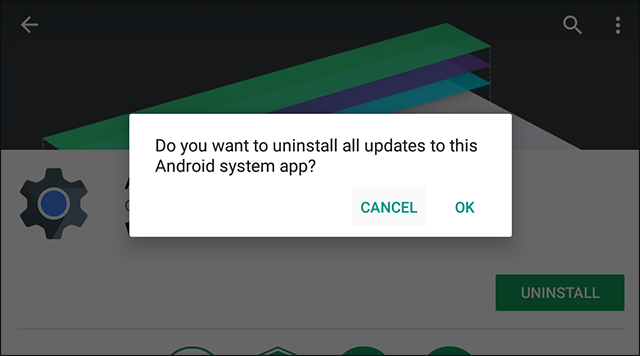 Do you want to uninstall all updates to this
Android system app?
CANCEL OK
UNINSTALL